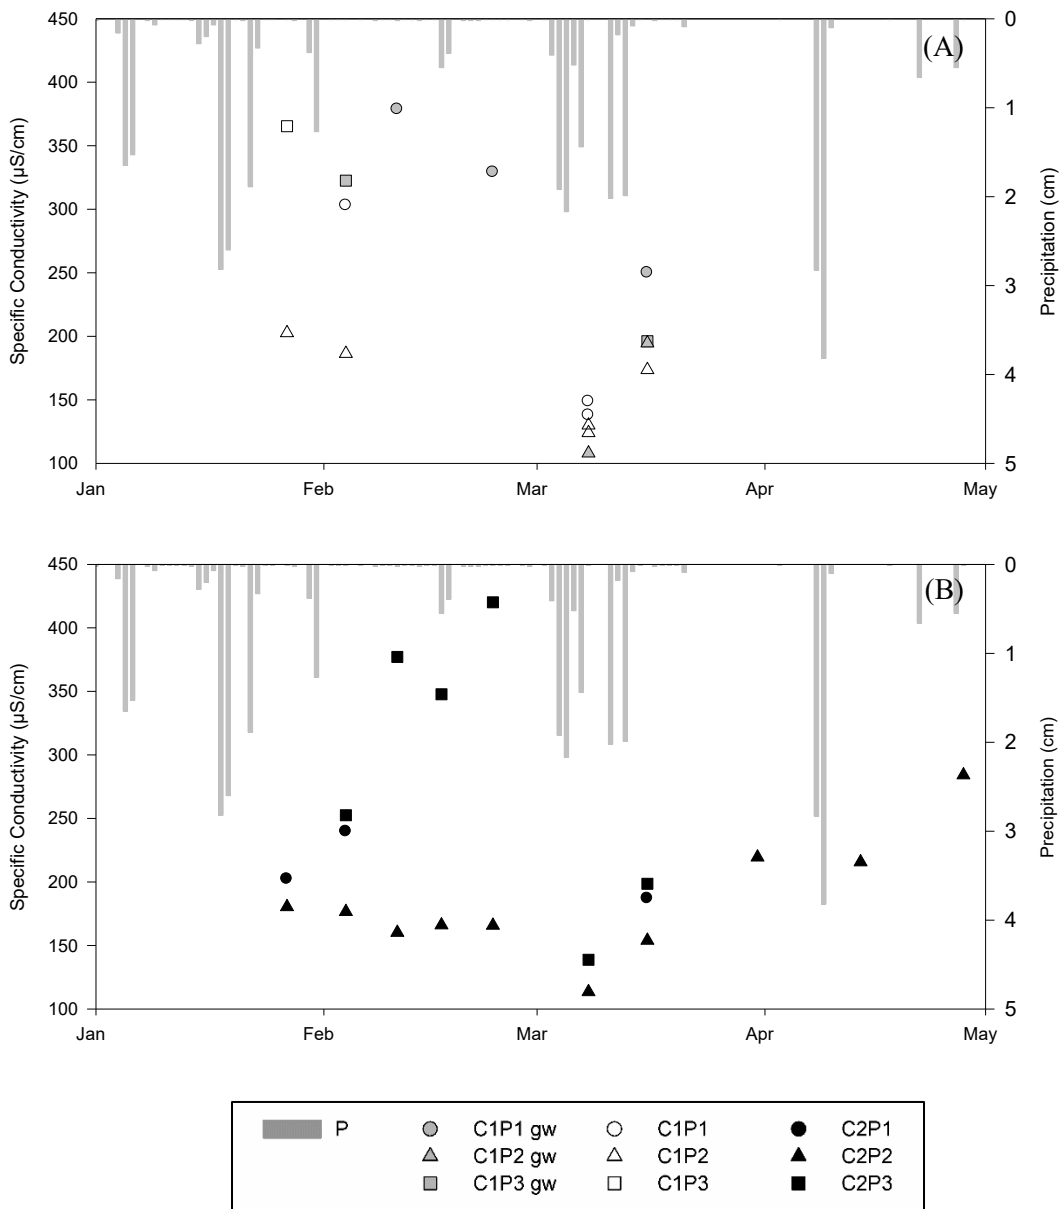 450
400
350
300
250
200
150
100
Specific Conductivity (µS/cm)
0
1
2
3
4
5
Precipitation (cm)
(A)
Jan Feb Mar Apr May
450
400
350
300
250
200
150
100
Specific Conductivity (µS/cm)
0
1
2
3
4
5
Precipitation (cm)
(B)
Jan Feb Mar Apr May
P C1P1 gw C1P1 C2P1
C1P2 gw C1P2 C2P2
C1P3 gw C1P3 C2P3